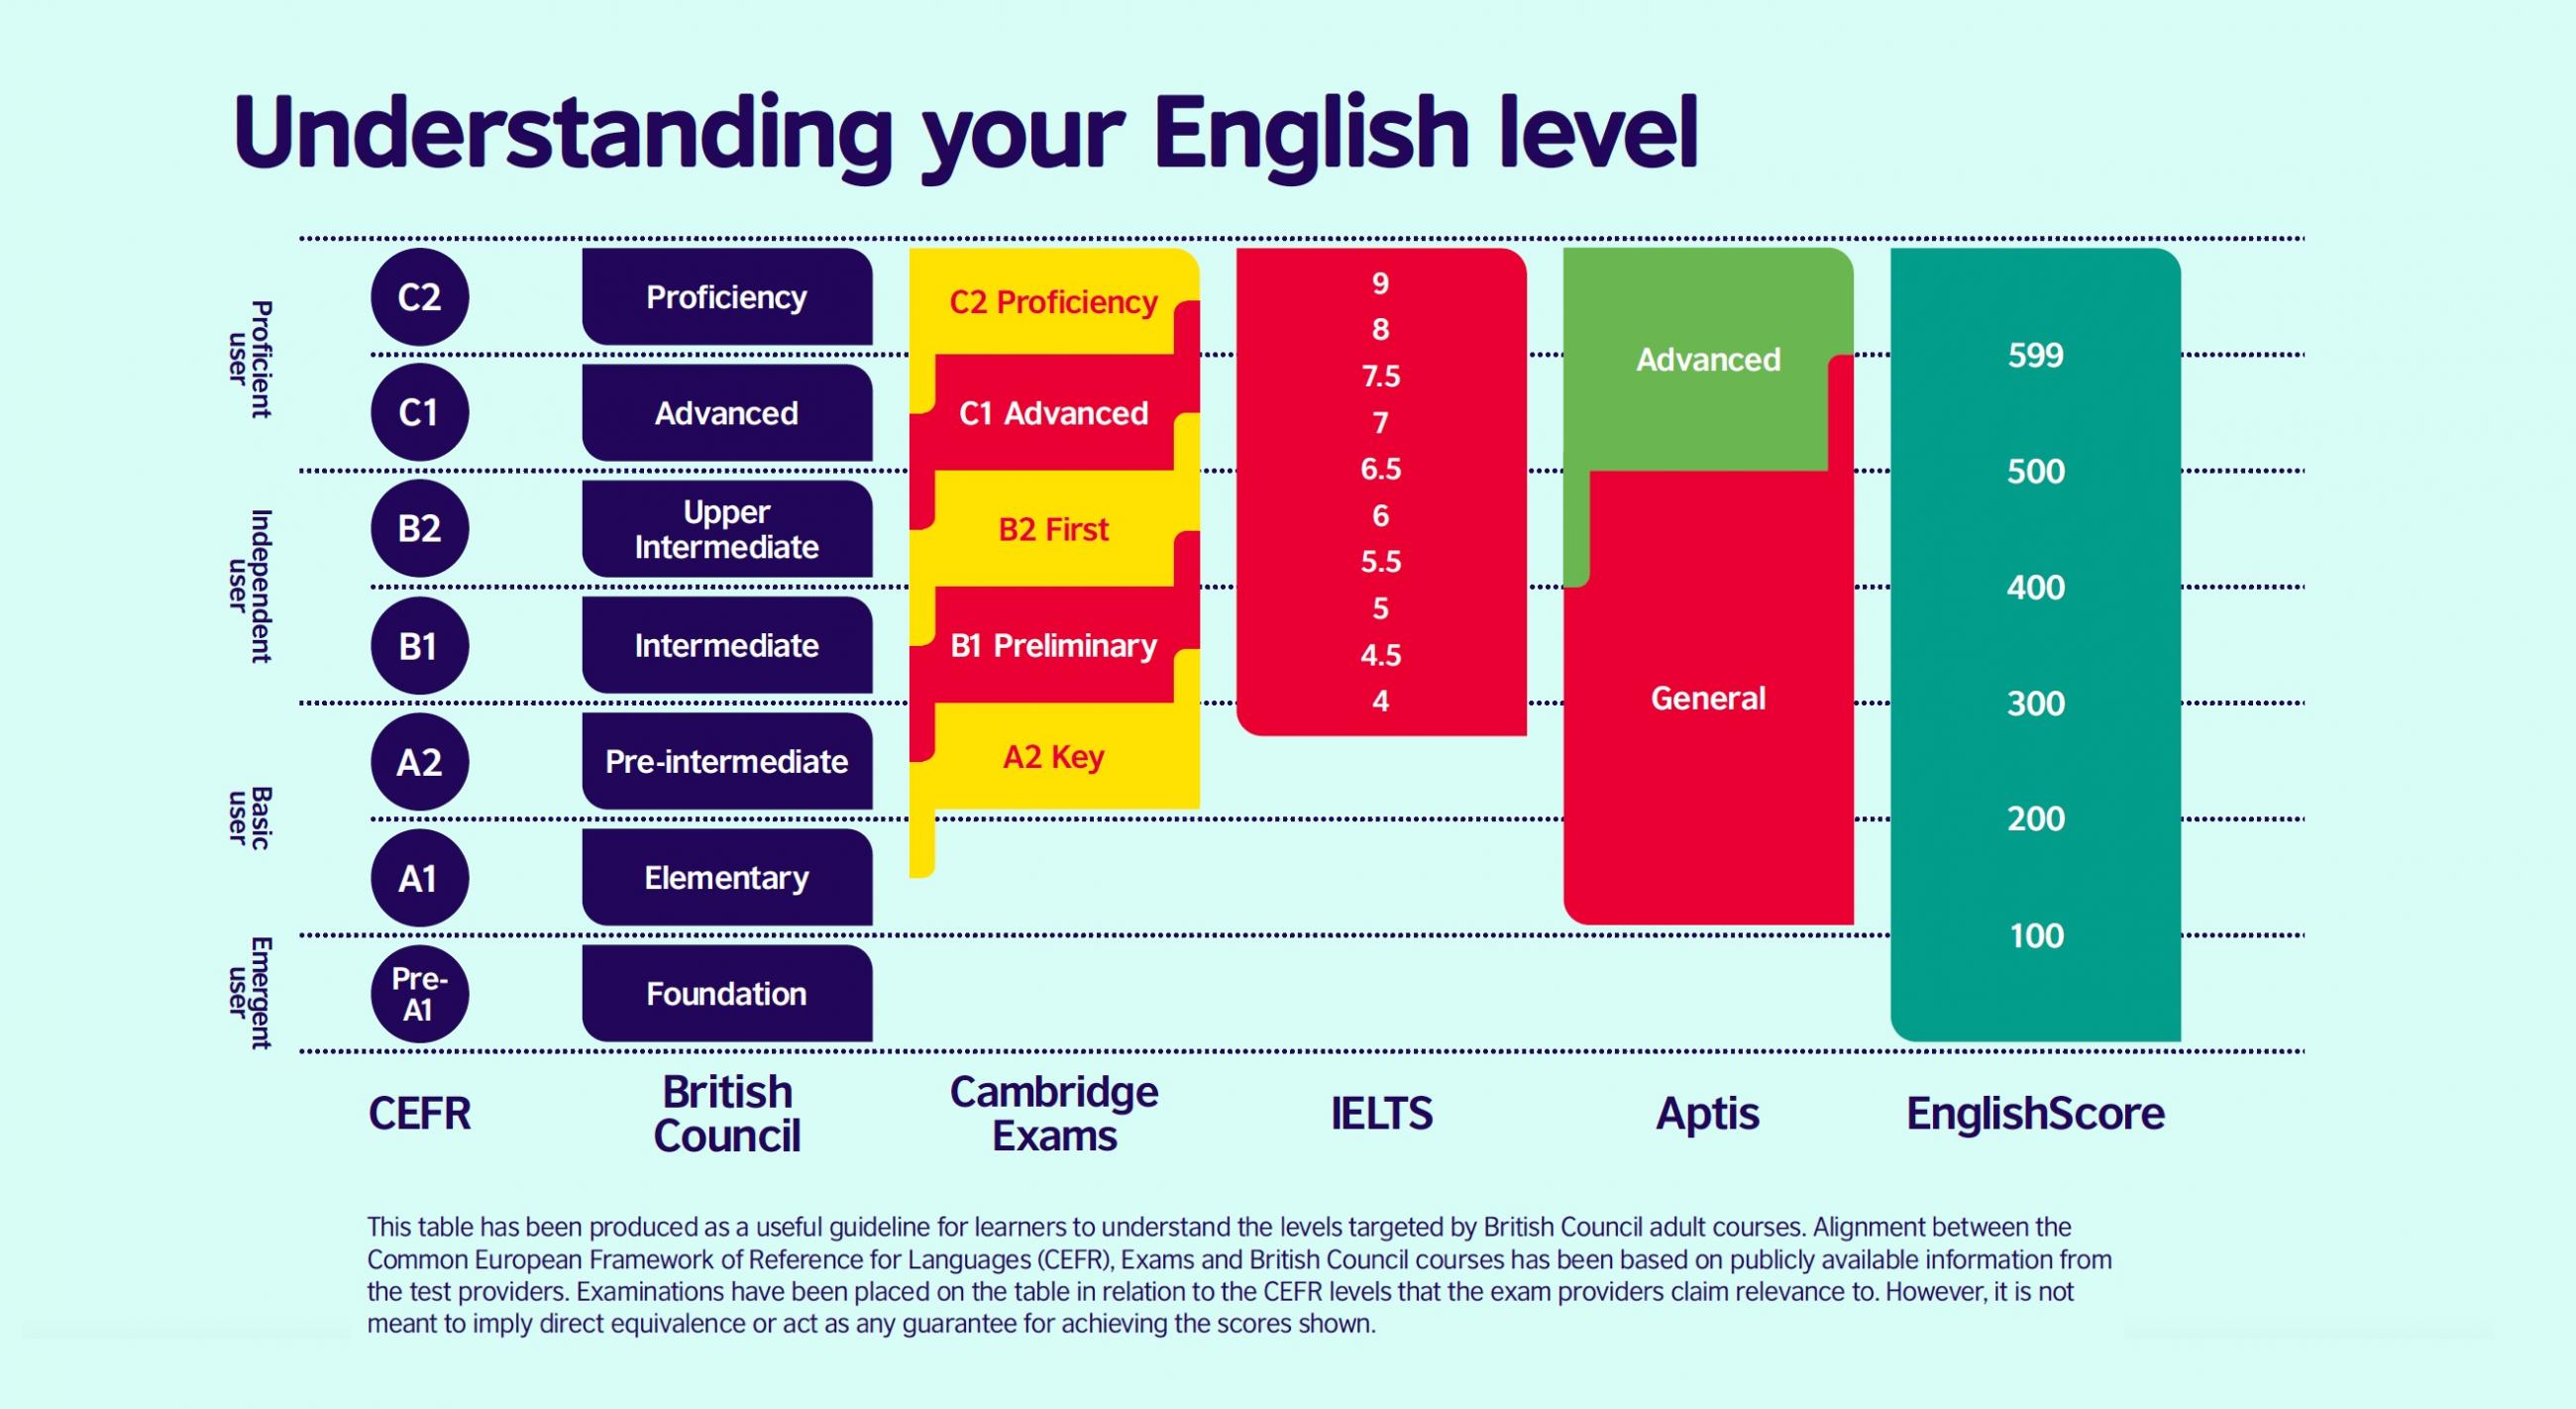 Understanding your English level
Proficient
user
Independent
user
Basic
user
Emergent
user
C2
C1
B2
B1
A2
A1
Pre-
A1
Proficiency
Advanced
Upper
Intermediate
Intermediate
Pre-intermediate
Elementary
Foundation
C2 Proficiency
C1 Advanced
B2 First
B1 Preliminary
A2 Key
9
8
7.5
7
6.5
6
5.5
5
4.5
4
Advanced
General
599
500
400
300
200
100
CEFR
British
Council
Cambridge
Exams
IELTS
Aptis
EnglishScore
This table has been produced as a useful guideline for learners to understand the levels targeted by British Council adult courses. Alignment between the
Common European Framework of Reference for Languages (CEFR), Exams and British Council courses has been based on publicly available information from
the test providers. Examinations have been placed on the table in relation to the CEFR levels that the exam providers claim relevance to. However, it is not
meant to imply direct equivalence or act as any guarantee for achieving the scores shown.